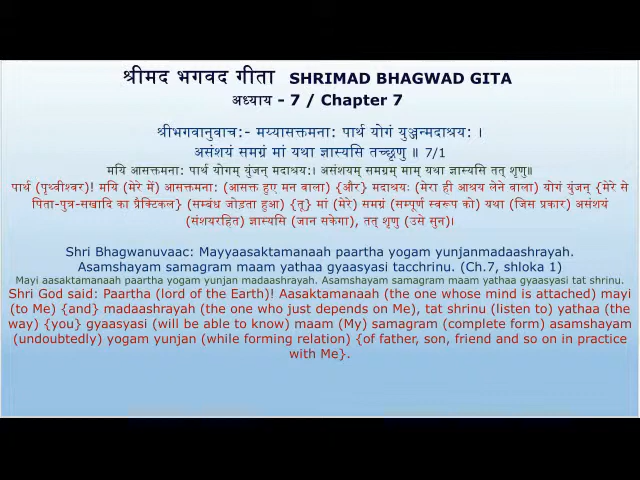 श्रीमद भगवद गीता SHRIMAD BHAGWAD GITA
अध्याय - 7 / Chapter 7
श्रीभगवानुवाच:- मय्यासक्तमना: पार्थ योगं युञ्जन्मदाश्रय: ।
असंशयं समग्रं मां यथा ज्ञास्यसि तच्छृणु ॥ 7/1
मयि आसक्तमना: पार्थ योगम् युंजन् मदाश्रय:। असंशयम् समग्रम् माम् यथा ज्ञास्यसि तत् शृणु॥
पार्थ (पृथ्वीश्वर)! मयि (मेरे में) आसक्तमना: (आसक्त हुए मन वाला) {और} मदाश्रय: (मेरा ही आश्रय लेने वाला) योगं युंजन् {मेरे से
पिता-पुत्र-सखादि का प्रैक्टिकल} (सम्बंध जोड़ता हुआ) {तू} मां (मेरे) समग्रं (सम्पूर्ण स्वरूप को) यथा (जिस प्रकार) असंशयं
(संशयरहित) ज्ञास्यसि (जान सकेगा), तत् शृणु (उसे सुन)।
Shri Bhagwanuvaac: Mayyaasaktamanaah paartha yogam yunjanmadaashrayah.
Asamshayam samagram maam yathaa gyaasyasi tacchrinu. (Ch.7, shloka 1)
Mayi aasaktamanaah paartha yogam yunjan madaashrayah. Asamshayam samagram maam yathaa gyaasyasi tat shrinu.
Shri God said: Paartha (lord of the Earth)! Aasaktamanaah (the one whose mind is attached) mayi
(to Me) {and} madaashrayah (the one who just depends on Me), tat shrinu (listen to) yathaa (the
way) {you} gyaasyasi (will be able to know) maam (My) samagram (complete form) asamshayam
(undoubtedly) yogam yunjan (while forming relation) {of father, son, friend and so on in practice
with Me}.